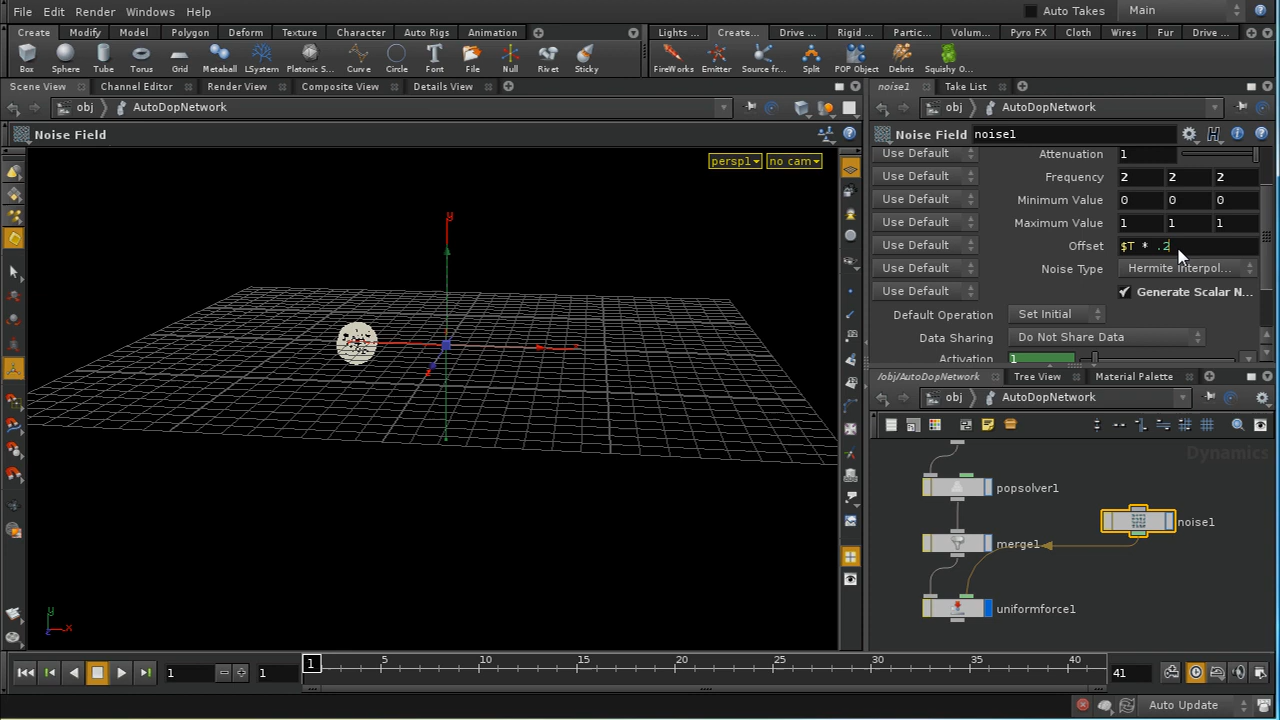 File Edit Render Windows Help Auto Takes Main
Create Modify Model Polygon Deform Texture Character Auto Rigs Animation Lights ... Create... Drive ... Rigid ... Partic... Volum... Pyro FX Cloth Wires Fur Drive ...
Box Sphere Tube Torus Grid Metaball LSystem Platonic S... Curve Circle Font File Null Rivet Sticky FireWorks Emitter Source fr... Split POP Object Debris Squishy O...
Scene View Channel Editor Render View Composite View Details View noise1 Take List
obj AutoDopNetwork obj AutoDopNetwork
Noise Field Noise Field noise1
persp1 no cam
Use Default Attenuation 1
Use Default Frequency 2 2 2
Use Default Minimum Value 0 0 0
Use Default Maximum Value 1 1 1
Use Default Offset $T * .2
Use Default Noise Type Hermite Interpol...
Use Default Generate Scalar N...
Default Operation Set Initial
Data Sharing Do Not Share Data
Activation 1
/obj/AutoDopNetwork Tree View Material Palette
obj AutoDopNetwork
Dynamics
popsolver1
noise1
merge1
uniformforce1
y
y
x
z
1 1 1 5 10 15 20 25 30 35 40 41
Auto Update